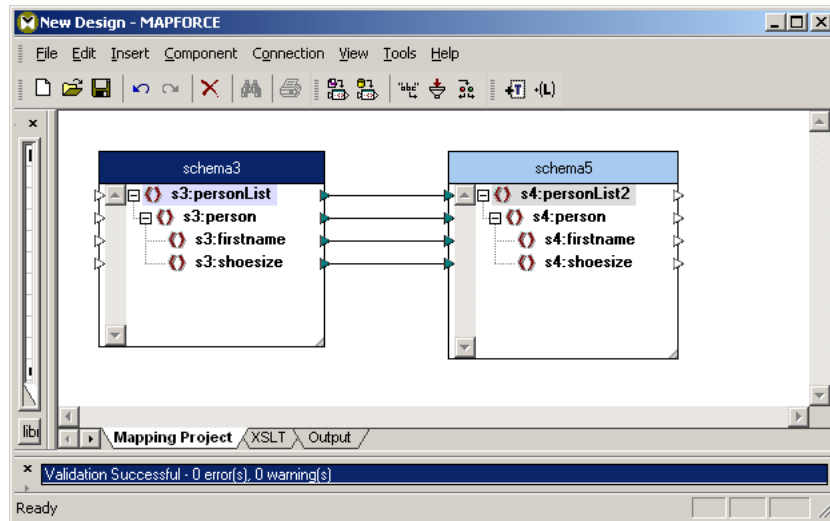 New Design - MAPFORCE
File Edit Insert Component Connection View Tools Help
"abc" T (L)
schema3
s3:personList
s3:person
s3:firstname
s3:shoesize
schema5
s4:personList2
s4:person
s4:firstname
s4:shoesize
Mapping Project XSLT Output
Validation Successful - 0 error(s), 0 warning(s)
Ready